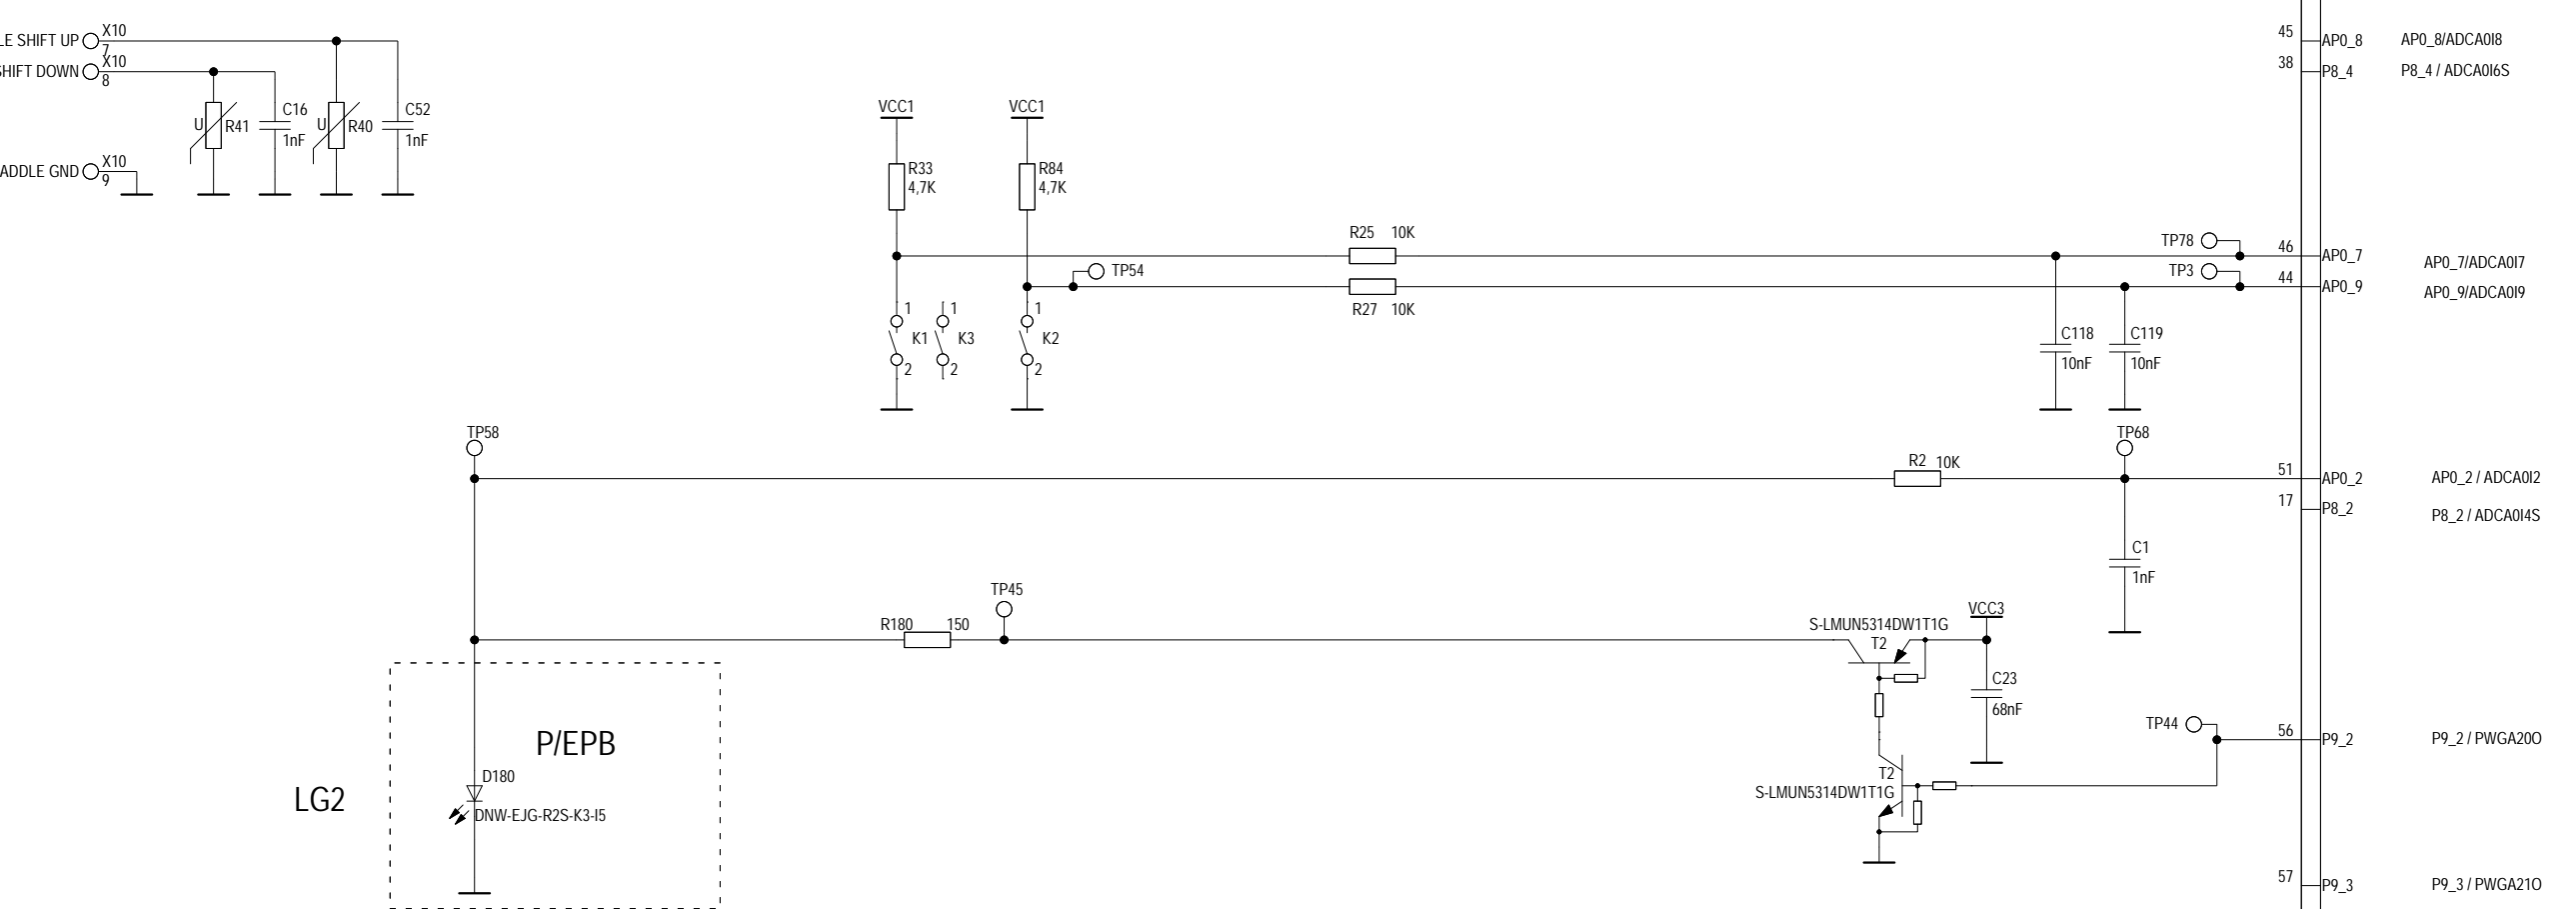 LE SHIFT UP X10
7
SHIFT DOWN X10
8
ADDLE GND X10
9
U R41
C16
1nF
U R40
C52
1nF
VCC1
VCC1
R33
4,7K
R84
4,7K
R25 10K
TP54
R27 10K
1
K1
2
1
K3
2
1
K2
2
TP78
TP3
C118
10nF
C119
10nF
45 AP0_8 AP0_8/ADCA0I8
38 P8_4 P8_4 / ADCA0I6S
46 AP0_7 AP0_7/ADCA0I7
44 AP0_9 AP0_9/ADCA0I9
TP58
R2 10K
TP68
51 AP0_2 AP0_2 / ADCA0I2
17 P8_2 P8_2 / ADCA0I4S
C1
1nF
R180 150
TP45
S-LMUN5314DW1T1G
T2
VCC3
C23
68nF
TP44
56 P9_2 P9_2 / PWGA20O
T2
S-LMUN5314DW1T1G
P/EPB
LG2
D180
DNW-EJG-R2S-K3-I5
57 P9_3 P9_3 / PWGA21O